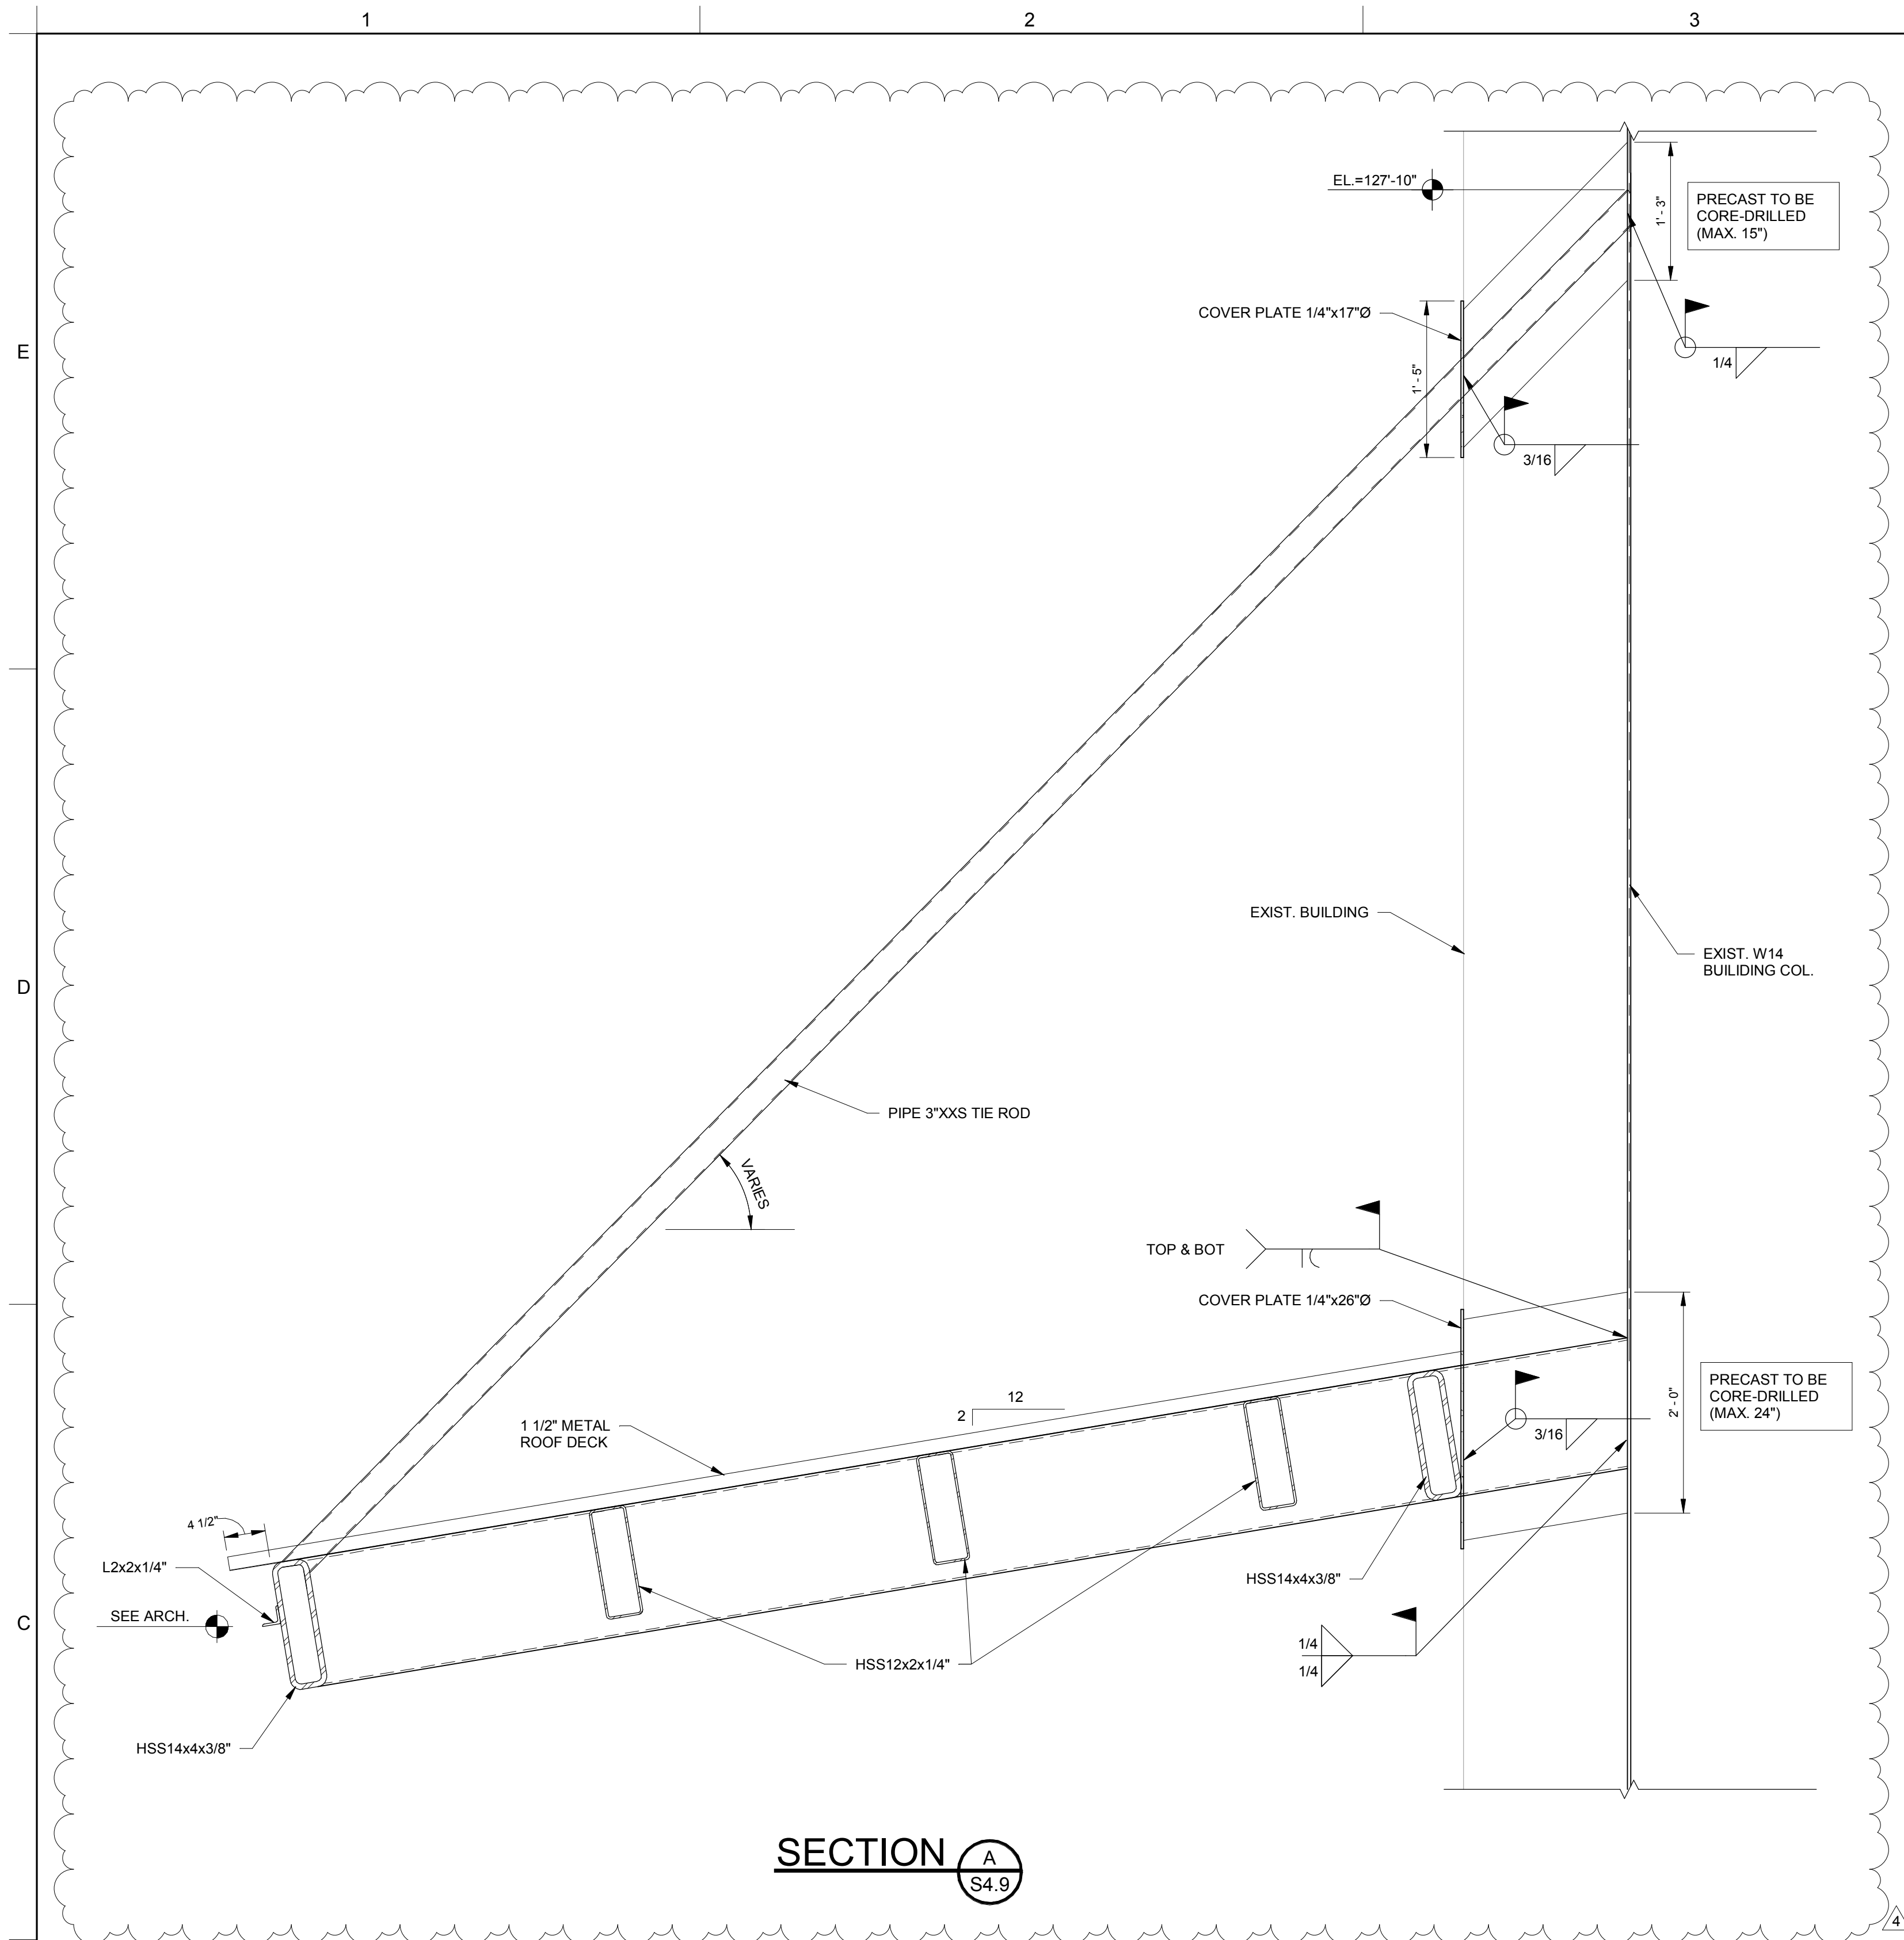 1
2
3
EL.=127'-10"
1' - 3"
PRECAST TO BE
CORE-DRILLED
(MAX. 15")
E
COVER PLATE 1/4"x17"Ø
1' - 5"
1/4
3/16
EXIST. BUILDING
EXIST. W14
BUILIDING COL.
D
PIPE 3"XXS TIE ROD
VARIES
TOP & BOT
COVER PLATE 1/4"x26"Ø
2' - 0"
PRECAST TO BE
CORE-DRILLED
(MAX. 24")
12
2
1 1/2" METAL
ROOF DECK
3/16
4 1/2"
L2x2x1/4"
HSS14x4x3/8"
SEE ARCH.
C
1/4
HSS12x2x1/4"
1/4
HSS14x4x3/8"
SECTION
A
S4.9
4